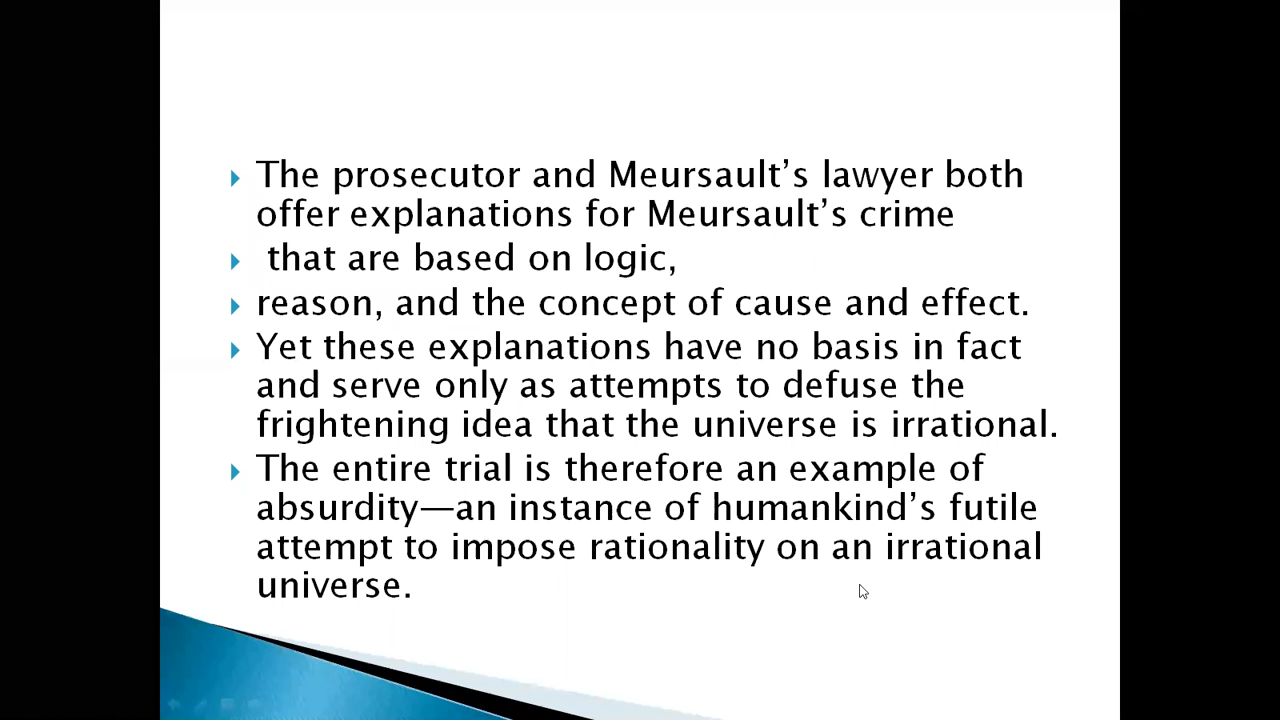 The prosecutor and Meursault’s lawyer both
offer explanations for Meursault’s crime
that are based on logic,
reason, and the concept of cause and effect.
Yet these explanations have no basis in fact
and serve only as attempts to defuse the
frightening idea that the universe is irrational.
The entire trial is therefore an example of
absurdity—an instance of humankind’s futile
attempt to impose rationality on an irrational
universe.